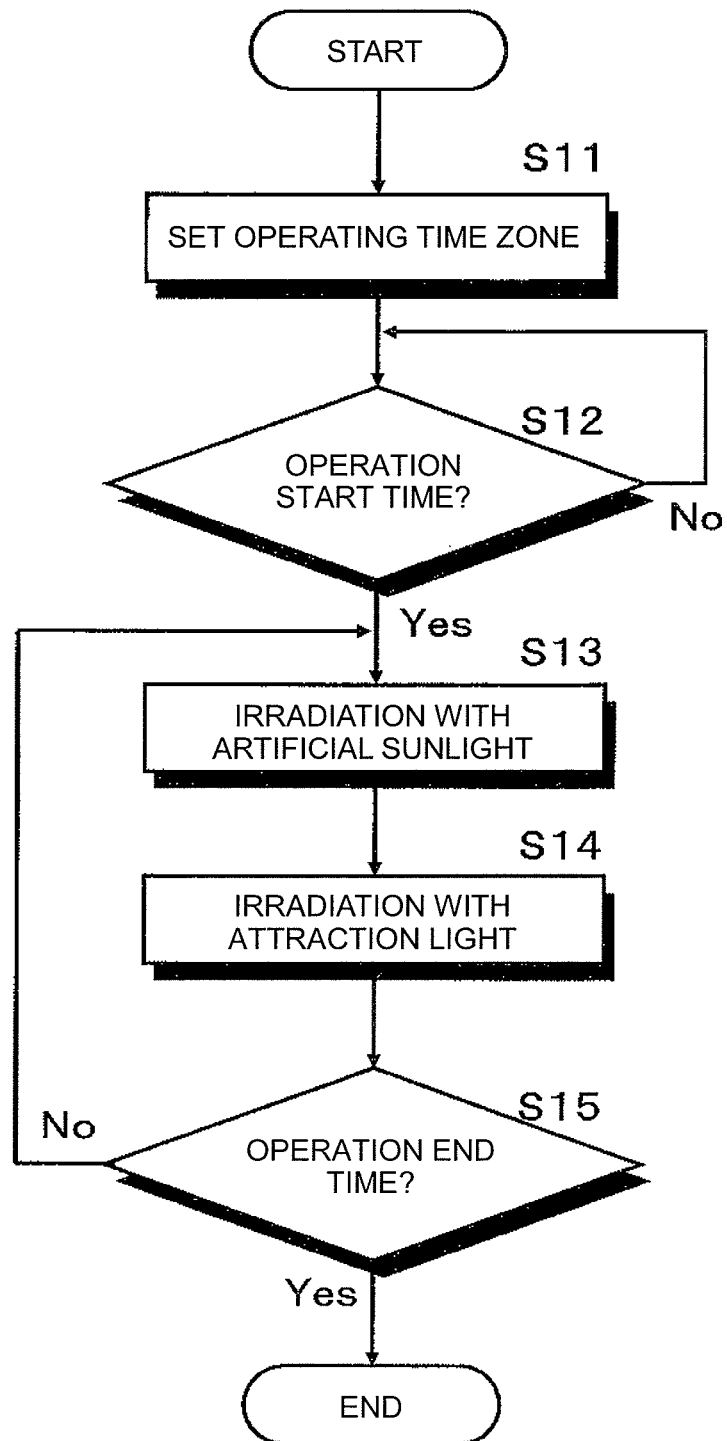 START
S11
SET OPERATING TIME ZONE
S12
OPERATION
START TIME?
No
Yes
S13
IRRADIATION WITH
ARTIFICIAL SUNLIGHT
S14
IRRADIATION WITH
ATTRACTION LIGHT
S15
No
OPERATION END
TIME?
Yes
END